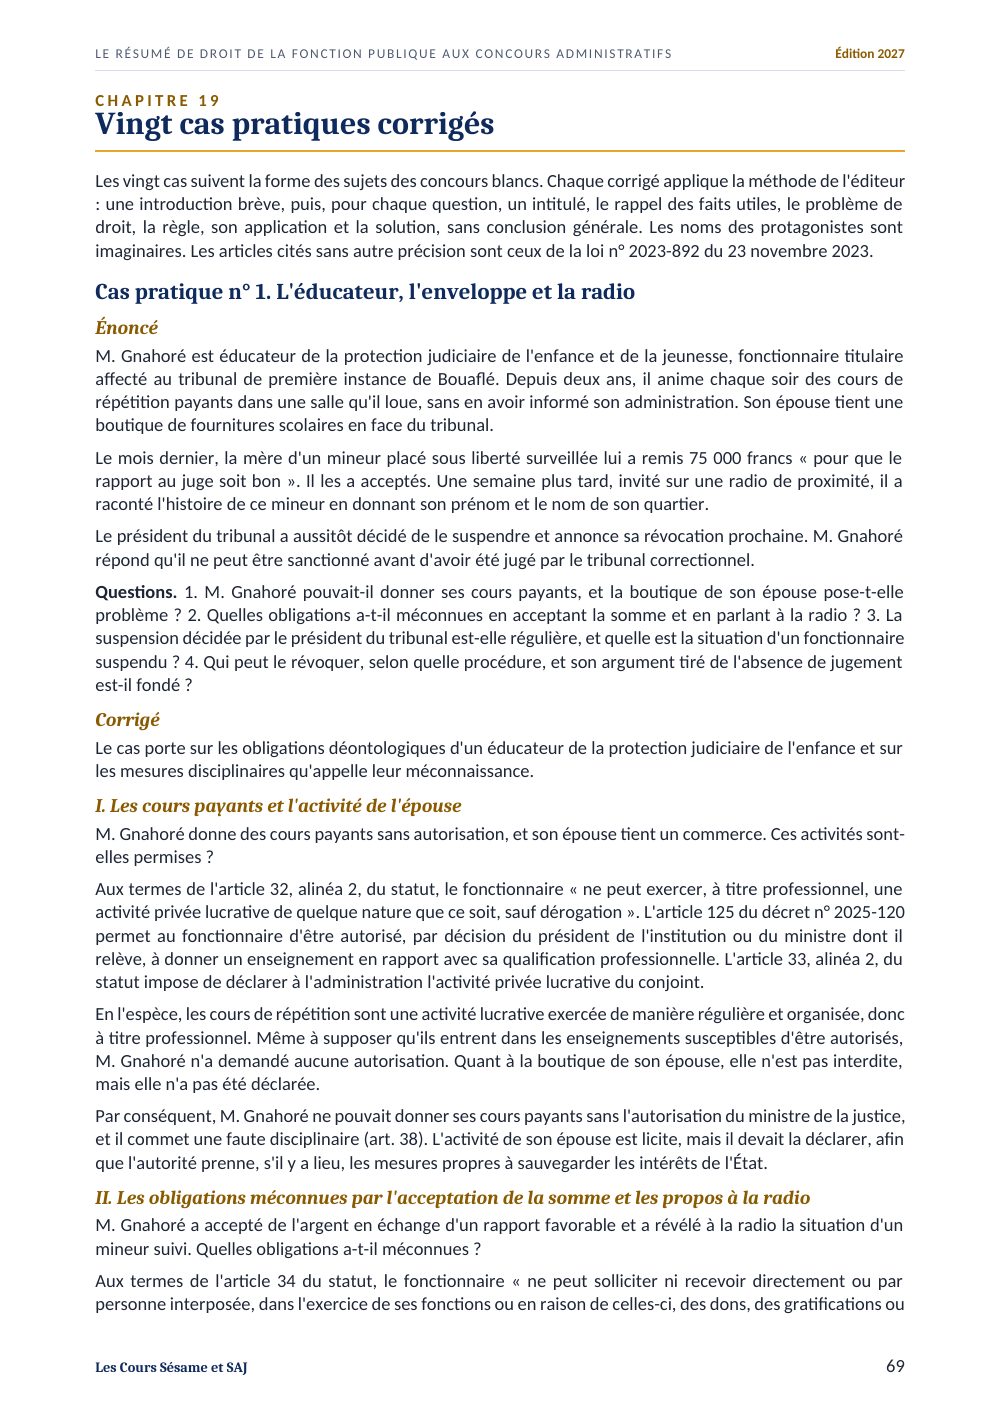 LE RÉSUMÉ DE DROIT DE LA FONCTION PUBLIQUE AUX CONCOURS ADMINISTRATIFS
Édition 2027
CHAPITRE 19
Vingt cas pratiques corrigés
Les vingt cas suivent la forme des sujets des concours blancs. Chaque corrigé applique la méthode de l'éditeur
: une introduction brève, puis, pour chaque question, un intitulé, le rappel des faits utiles, le problème de
droit, la règle, son application et la solution, sans conclusion générale. Les noms des protagonistes sont
imaginaires. Les articles cités sans autre précision sont ceux de la loi n° 2023-892 du 23 novembre 2023.
Cas pratique n° 1. L'éducateur, l'enveloppe et la radio
Énoncé
M. Gnahoré est éducateur de la protection judiciaire de l'enfance et de la jeunesse, fonctionnaire titulaire
affecté au tribunal de première instance de Bouaflé. Depuis deux ans, il anime chaque soir des cours de
répétition payants dans une salle qu'il loue, sans en avoir informé son administration. Son épouse tient une
boutique de fournitures scolaires en face du tribunal.
Le mois dernier, la mère d'un mineur placé sous liberté surveillée lui a remis 75 000 francs « pour que le
rapport au juge soit bon ». Il les a acceptés. Une semaine plus tard, invité sur une radio de proximité, il a
raconté l'histoire de ce mineur en donnant son prénom et le nom de son quartier.
Le président du tribunal a aussitôt décidé de le suspendre et annonce sa révocation prochaine. M. Gnahoré
répond qu'il ne peut être sanctionné avant d'avoir été jugé par le tribunal correctionnel.
Questions. 1. M. Gnahoré pouvait-il donner ses cours payants, et la boutique de son épouse pose-t-elle
problème ? 2. Quelles obligations a-t-il méconnues en acceptant la somme et en parlant à la radio ? 3. La
suspension décidée par le président du tribunal est-elle régulière, et quelle est la situation d'un fonctionnaire
suspendu ? 4. Qui peut le révoquer, selon quelle procédure, et son argument tiré de l'absence de jugement
est-il fondé ?
Corrigé
Le cas porte sur les obligations déontologiques d'un éducateur de la protection judiciaire de l'enfance et sur
les mesures disciplinaires qu'appelle leur méconnaissance.
I. Les cours payants et l'activité de l'épouse
M. Gnahoré donne des cours payants sans autorisation, et son épouse tient un commerce. Ces activités sont-
elles permises ?
Aux termes de l'article 32, alinéa 2, du statut, le fonctionnaire « ne peut exercer, à titre professionnel, une
activité privée lucrative de quelque nature que ce soit, sauf dérogation ». L'article 125 du décret n° 2025-120
permet au fonctionnaire d'être autorisé, par décision du président de l'institution ou du ministre dont il
relève, à donner un enseignement en rapport avec sa qualification professionnelle. L'article 33, alinéa 2, du
statut impose de déclarer à l'administration l'activité privée lucrative du conjoint.
En l'espèce, les cours de répétition sont une activité lucrative exercée de manière régulière et organisée, donc
à titre professionnel. Même à supposer qu'ils entrent dans les enseignements susceptibles d'être autorisés,
M. Gnahoré n'a demandé aucune autorisation. Quant à la boutique de son épouse, elle n'est pas interdite,
mais elle n'a pas été déclarée.
Par conséquent, M. Gnahoré ne pouvait donner ses cours payants sans l'autorisation du ministre de la justice,
et il commet une faute disciplinaire (art. 38). L'activité de son épouse est licite, mais il devait la déclarer, afin
que l'autorité prenne, s'il y a lieu, les mesures propres à sauvegarder les intérêts de l'État.
II. Les obligations méconnues par l'acceptation de la somme et les propos à la radio
M. Gnahoré a accepté de l'argent en échange d'un rapport favorable et a révélé à la radio la situation d'un
mineur suivi. Quelles obligations a-t-il méconnues ?
Aux termes de l'article 34 du statut, le fonctionnaire « ne peut solliciter ni recevoir directement ou par
personne interposée, dans l'exercice de ses fonctions ou en raison de celles-ci, des dons, des gratifications ou
Les Cours Sésame et SAJ
69